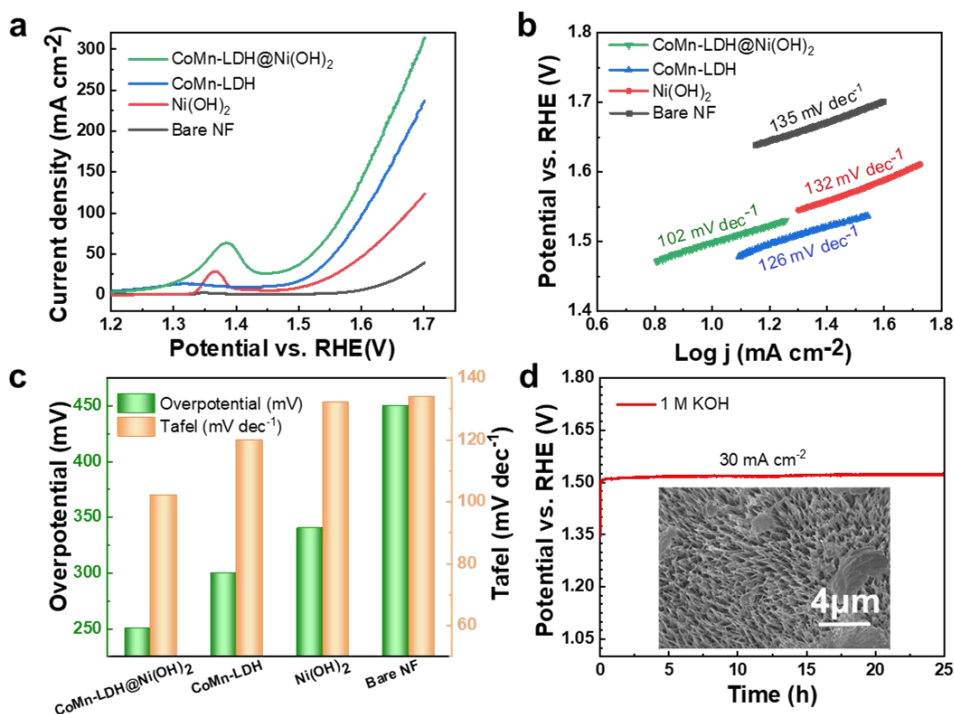 a
Current density (mA cm⁻²)
300
250
200
150
100
50
0
CoMn-LDH@Ni(OH)₂
CoMn-LDH
Ni(OH)₂
Bare NF
1.2 1.3 1.4 1.5 1.6 1.7
Potential vs. RHE(V)
b
Potential vs. RHE (V)
1.8
1.7
1.6
1.5
1.4
CoMn-LDH@Ni(OH)₂
CoMn-LDH
Ni(OH)₂
Bare NF
135 mV dec⁻¹
132 mV dec⁻¹
102 mV dec⁻¹
126 mV dec⁻¹
0.6 0.8 1.0 1.2 1.4 1.6 1.8
Log j (mA cm⁻²)
c
Overpotential (mV)
450
400
350
300
250
Overpotential (mV)
Tafel (mV dec⁻¹)
140
120
100
80
60
Tafel (mV dec⁻¹)
CoMn-LDH@Ni(OH)₂
CoMn-LDH
Ni(OH)₂
Bare NF
d
Potential vs. RHE (V)
1.80
1.65
1.50
1.35
1.20
1.05
1 M KOH
30 mA cm⁻²
4μm
0 5 10 15 20 25
Time (h)